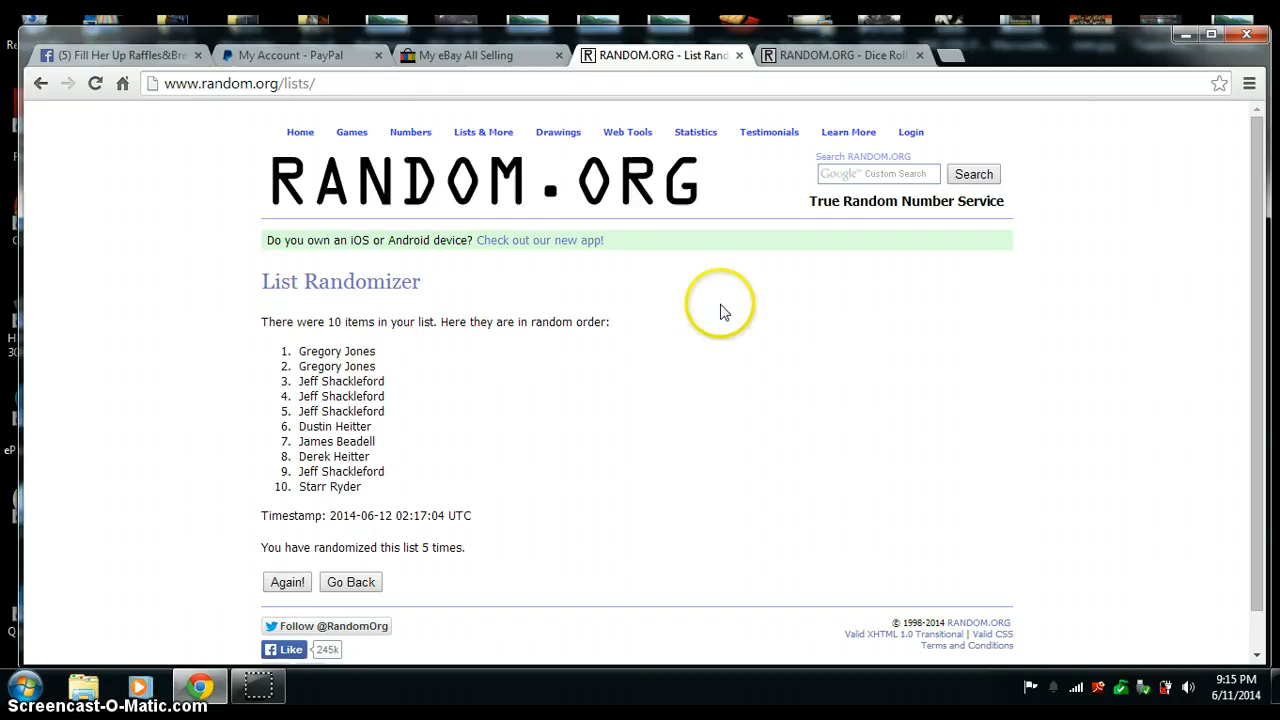 (5) Fill Her Up Raffles&Bre
My Account - PayPal
My eBay All Selling
RANDOM.ORG - List Rand
RANDOM.ORG - Dice Roll
www.random.org/lists/
Home Games Numbers Lists & More Drawings Web Tools Statistics Testimonials Learn More Login
RANDOM.ORG
Search RANDOM.ORG
Google™ Custom Search
Search
True Random Number Service
Do you own an iOS or Android device? Check out our new app!
List Randomizer
There were 10 items in your list. Here they are in random order:
1. Gregory Jones
2. Gregory Jones
3. Jeff Shackleford
4. Jeff Shackleford
5. Jeff Shackleford
6. Dustin Heitter
7. James Beadell
8. Derek Heitter
9. Jeff Shackleford
10. Starr Ryder
Timestamp: 2014-06-12 02:17:04 UTC
You have randomized this list 5 times.
Again! Go Back
Follow @RandomOrg
Like 245k
© 1998-2014 RANDOM.ORG
Valid XHTML 1.0 Transitional | Valid CSS
Terms and Conditions
9:15 PM
6/11/2014
Screencast-O-Matic.com